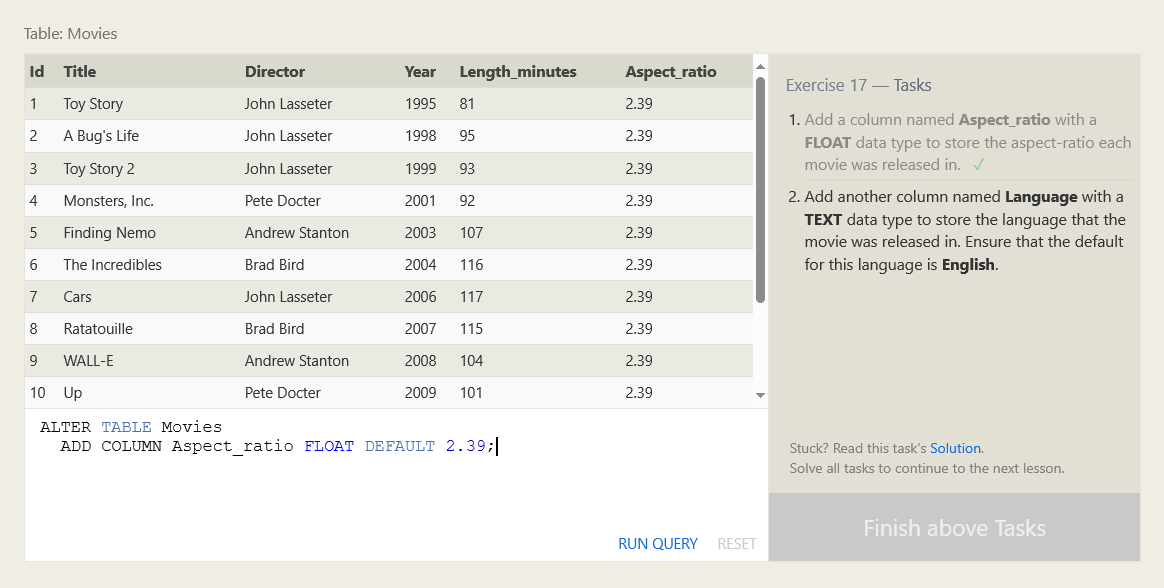 Table: Movies
Id Title Director Year Length_minutes Aspect_ratio
1 Toy Story John Lasseter 1995 81 2.39
2 A Bug's Life John Lasseter 1998 95 2.39
3 Toy Story 2 John Lasseter 1999 93 2.39
4 Monsters, Inc. Pete Docter 2001 92 2.39
5 Finding Nemo Andrew Stanton 2003 107 2.39
6 The Incredibles Brad Bird 2004 116 2.39
7 Cars John Lasseter 2006 117 2.39
8 Ratatouille Brad Bird 2007 115 2.39
9 WALL-E Andrew Stanton 2008 104 2.39
10 Up Pete Docter 2009 101 2.39
ALTER TABLE Movies
ADD COLUMN Aspect_ratio FLOAT DEFAULT 2.39;
RUN QUERY RESET
Exercise 17 — Tasks
1. Add a column named Aspect_ratio with a
FLOAT data type to store the aspect-ratio each
movie was released in. ✓
2. Add another column named Language with a
TEXT data type to store the language that the
movie was released in. Ensure that the default
for this language is English.
Stuck? Read this task's Solution.
Solve all tasks to continue to the next lesson.
Finish above Tasks